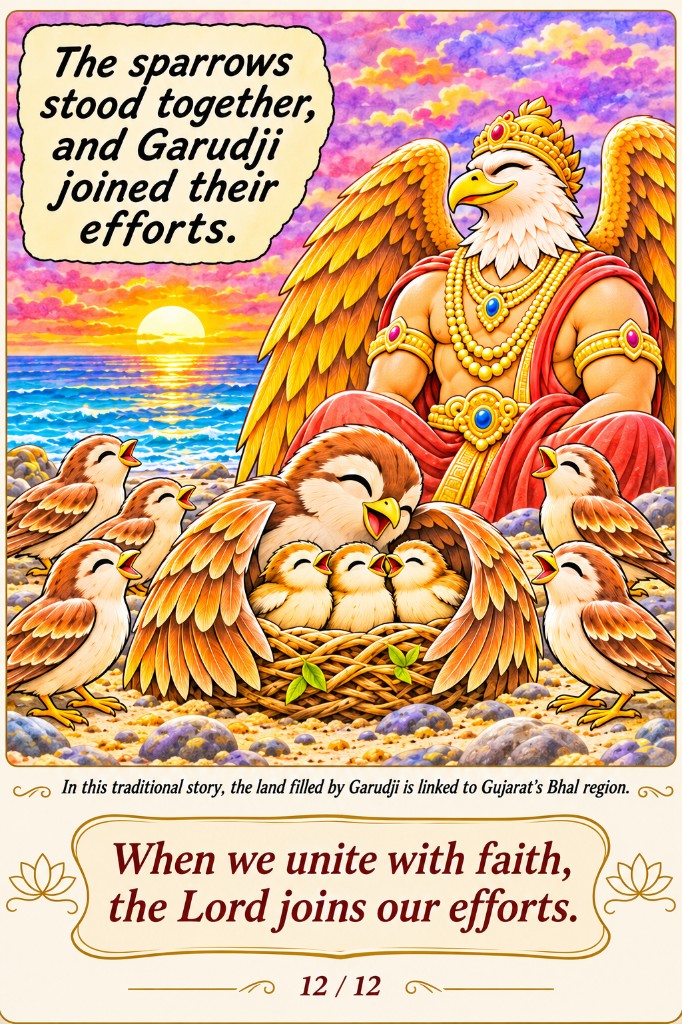 The sparrows
stood together,
and Garudji
joined their
efforts.
In this traditional story, the land filled by Garudji is linked to Gujarat's Bhal region.
When we unite with faith,
the Lord joins our efforts.
12 / 12